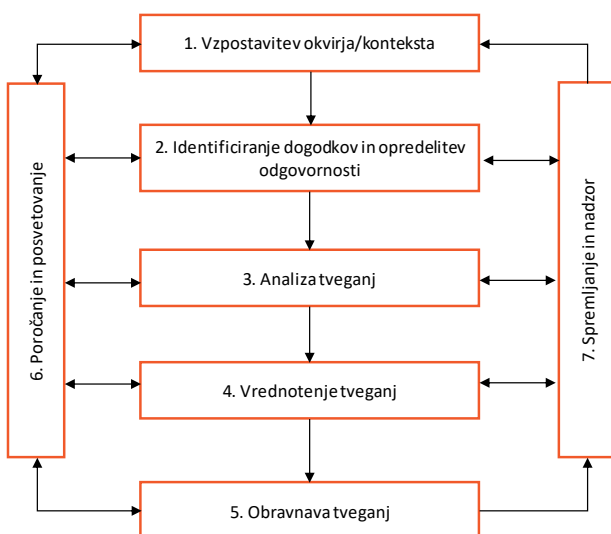 1. Vzpostavitev okvirja/konteksta
2. Identificiranje dogodkov in opredelitev
odgovornosti
3. Analiza tveganj
4. Vrednotenje tveganj
5. Obravnava tveganj
6. Poročanje in posvetovanje
7. Spremljanje in nadzor